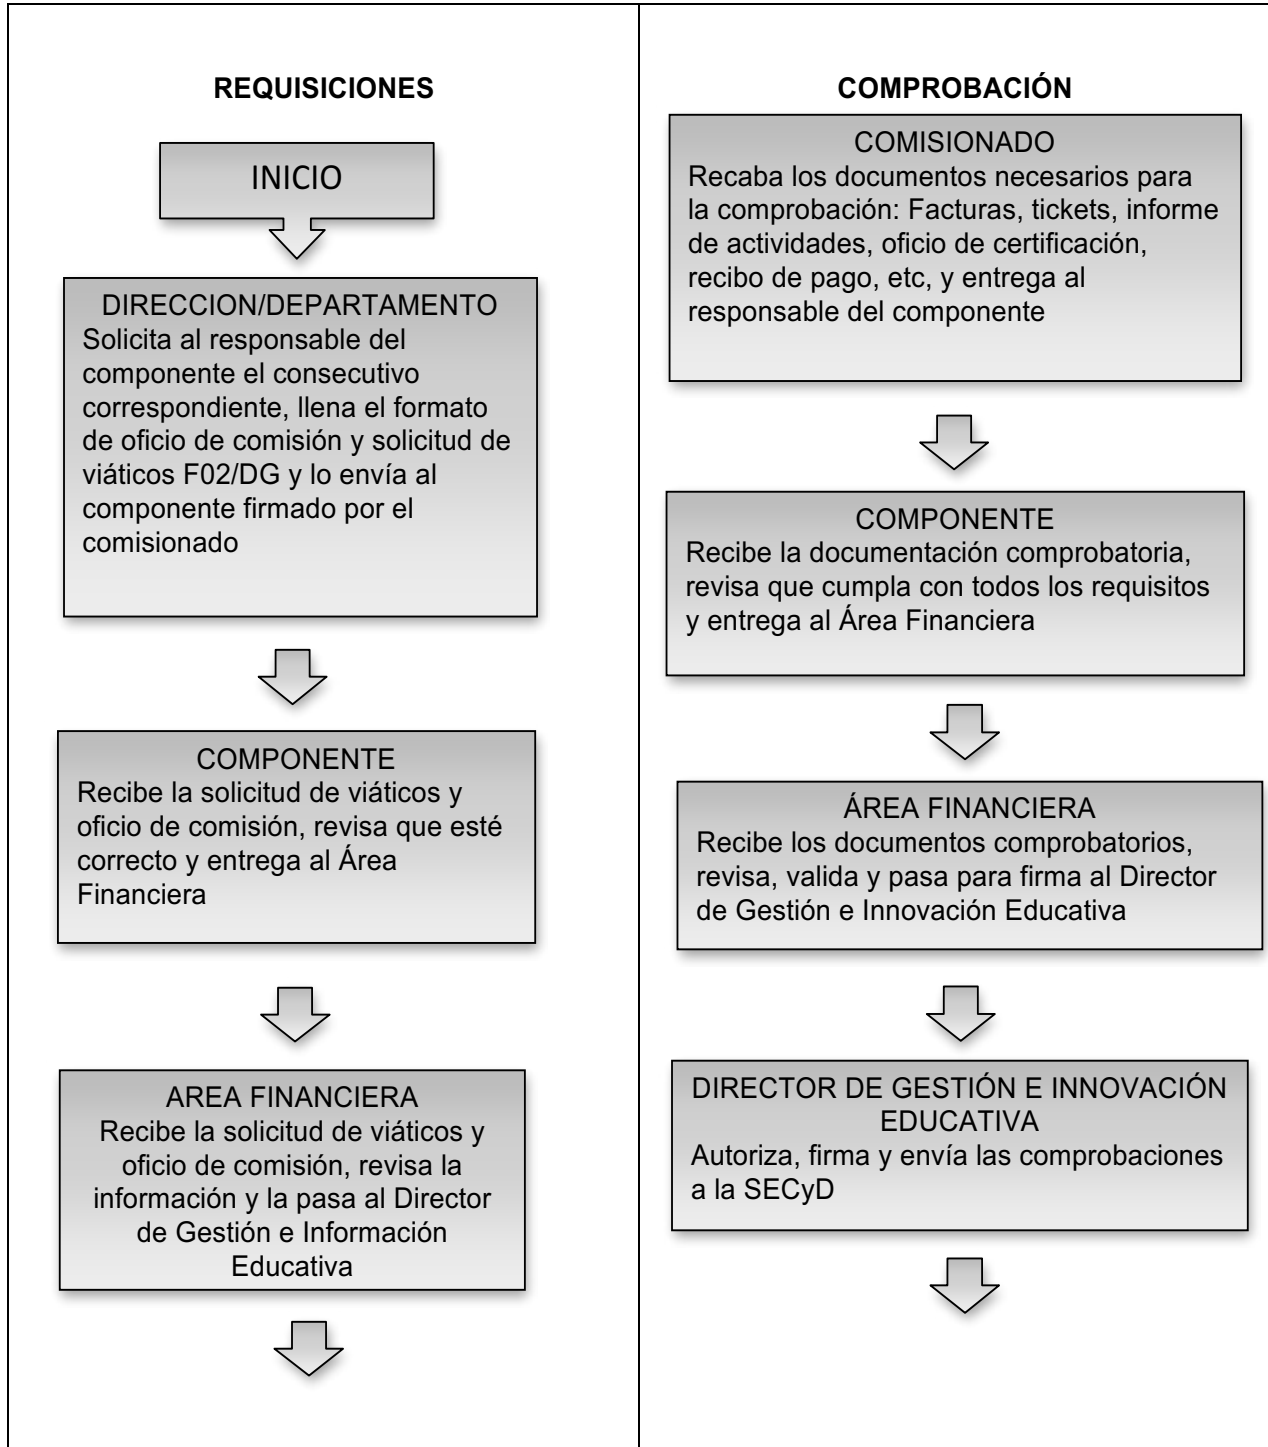 REQUISICIONES
INICIO
DIRECCION/DEPARTAMENTO
Solicita al responsable del
componente el consecutivo
correspondiente, llena el formato
de oficio de comisión y solicitud de
viáticos F02/DG y lo envía al
componente firmado por el
comisionado
COMPONENTE
Recibe la solicitud de viáticos y
oficio de comisión, revisa que esté
correcto y entrega al Área
Financiera
AREA FINANCIERA
Recibe la solicitud de viáticos y
oficio de comisión, revisa la
información y la pasa al Director
de Gestión e Información
Educativa
COMPROBACIÓN
COMISIONADO
Recaba los documentos necesarios para
la comprobación: Facturas, tickets, informe
de actividades, oficio de certificación,
recibo de pago, etc, y entrega al
responsable del componente
COMPONENTE
Recibe la documentación comprobatoria,
revisa que cumpla con todos los requisitos
y entrega al Área Financiera
ÁREA FINANCIERA
Recibe los documentos comprobatorios,
revisa, valida y pasa para firma al Director
de Gestión e Innovación Educativa
DIRECTOR DE GESTIÓN E INNOVACIÓN
EDUCATIVA
Autoriza, firma y envía las comprobaciones
a la SECyD